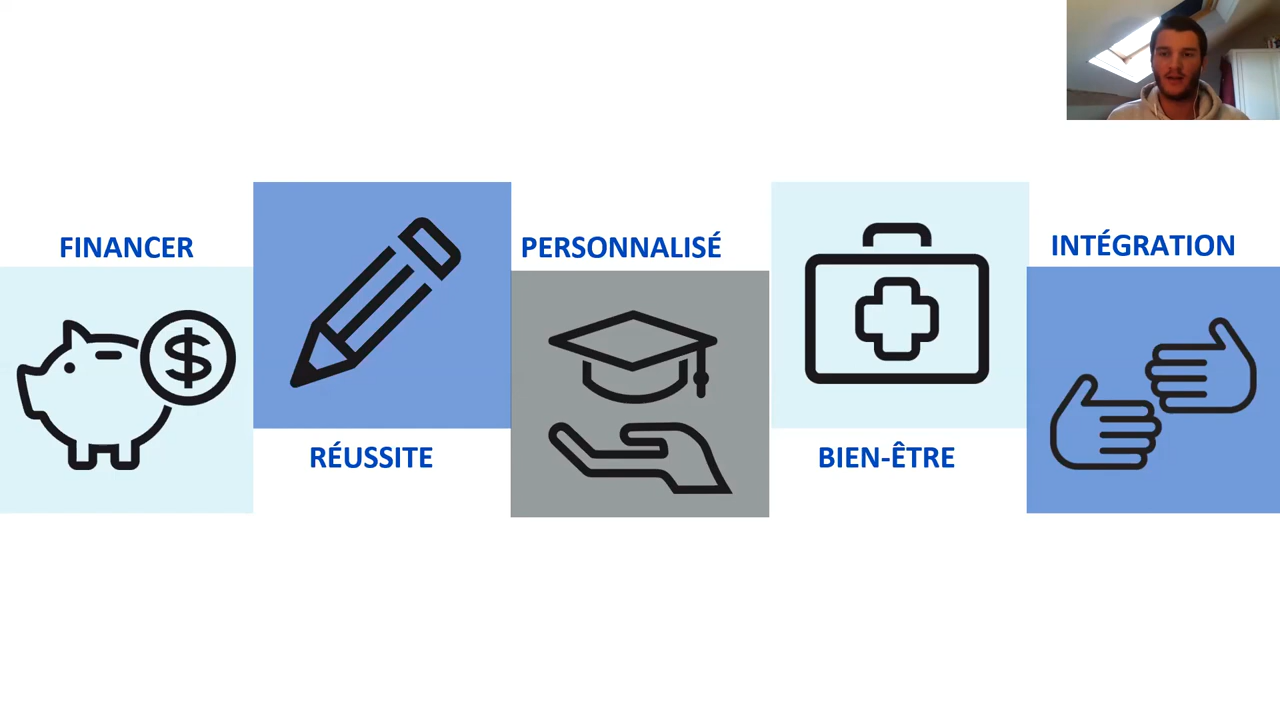 FINANCER
RÉUSSITE
PERSONNALISÉ
BIEN-ÊTRE
INTÉGRATION